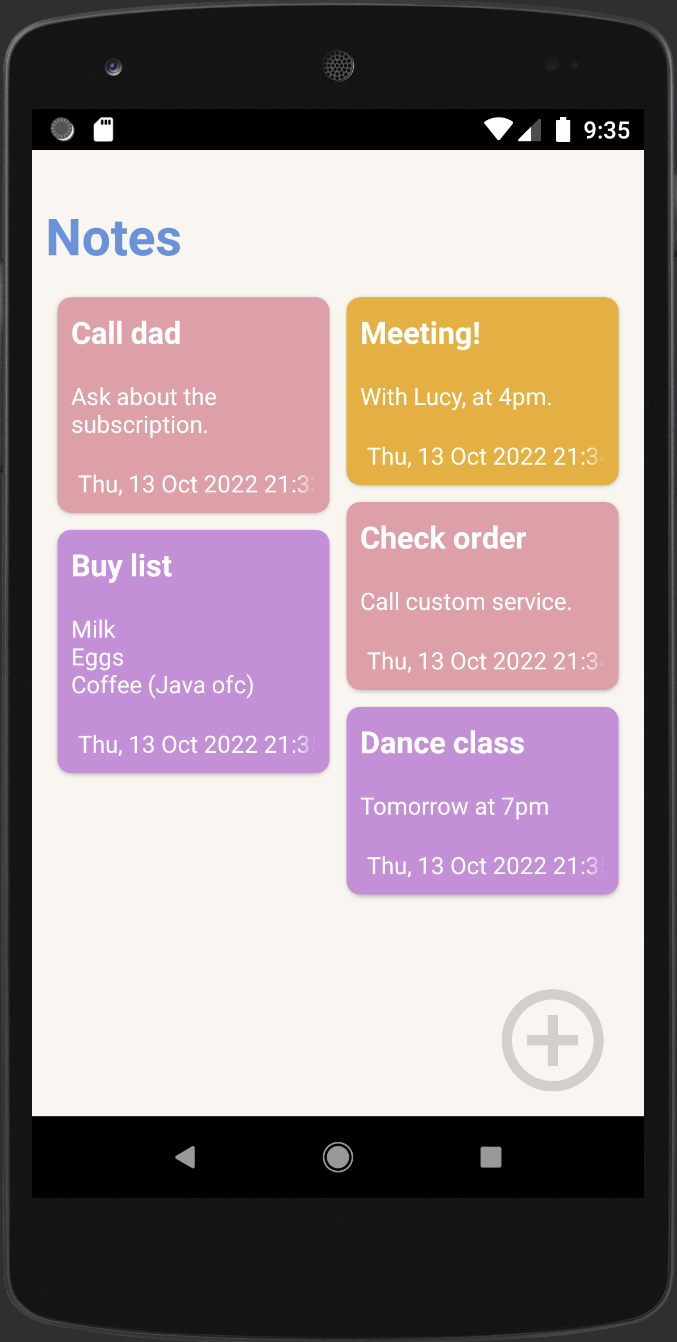 9:35
Notes
Call dad
Ask about the
subscription.
Thu, 13 Oct 2022 21:3
Meeting!
With Lucy, at 4pm.
Thu, 13 Oct 2022 21:3
Buy list
Milk
Eggs
Coffee (Java ofc)
Thu, 13 Oct 2022 21:3
Check order
Call custom service.
Thu, 13 Oct 2022 21:3
Dance class
Tomorrow at 7pm
Thu, 13 Oct 2022 21:3